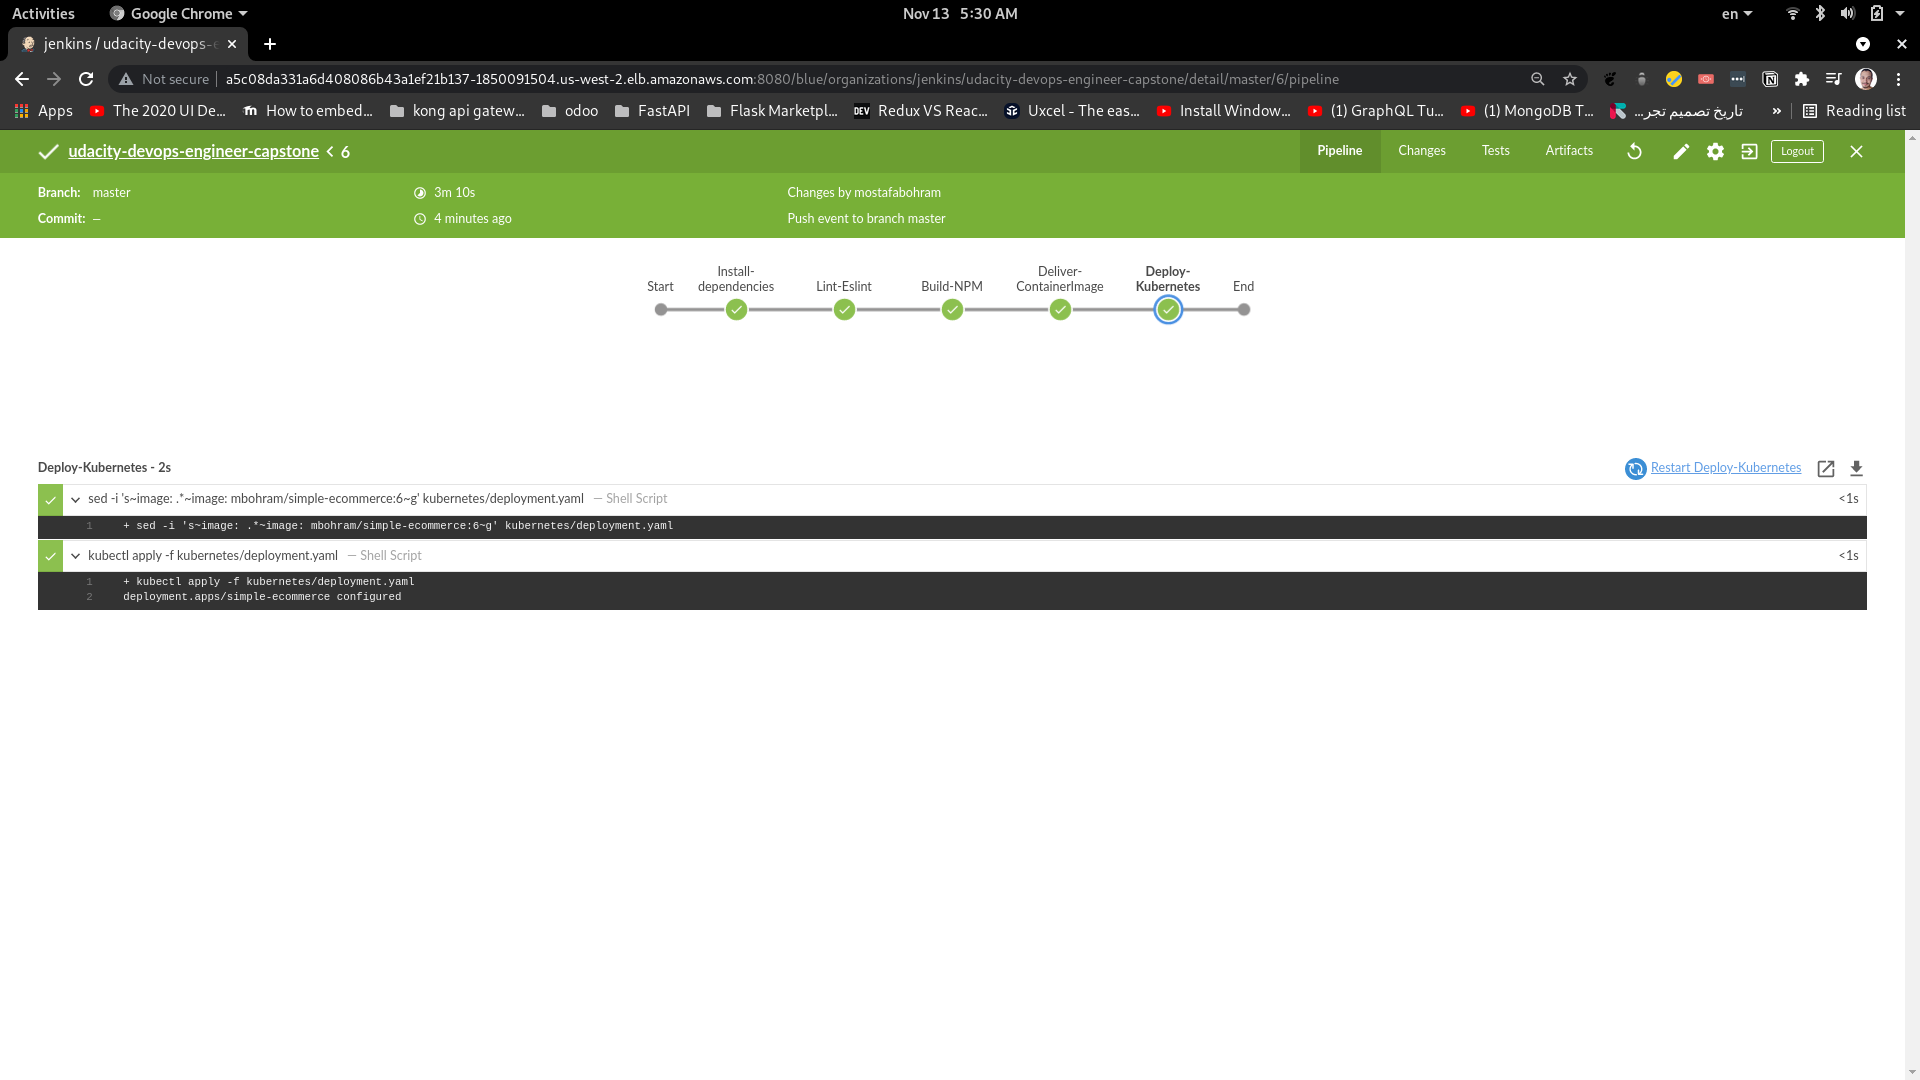 Activities Google Chrome Nov 13 5:30 AM en
jenkins / udacity-devops-e
Not secure a5c08da331a6d408086b43a1ef21b137-1850091504.us-west-2.elb.amazonaws.com:8080/blue/organizations/jenkins/udacity-devops-engineer-capstone/detail/master/6/pipeline
Apps The 2020 UI De... How to embed... kong api gatew... odoo FastAPI Flask Marketpl... DEV Redux VS Reac... Uxcel - The eas... Install Window... (1) GraphQL Tu... (1) MongoDB T... تاريخ تصميم تجر... » Reading list
udacity-devops-engineer-capstone < 6 Pipeline Changes Tests Artifacts Logout
Branch: master 3m 10s Changes by mostafabohram
Commit: — 4 minutes ago Push event to branch master
Start Install-dependencies Lint-Eslint Build-NPM Deliver-ContainerImage Deploy-Kubernetes End
Deploy-Kubernetes - 2s Restart Deploy-Kubernetes
sed -i 's~image: .*~image: mbohram/simple-ecommerce:6~g' kubernetes/deployment.yaml — Shell Script <1s
1 + sed -i 's~image: .*~image: mbohram/simple-ecommerce:6~g' kubernetes/deployment.yaml
kubectl apply -f kubernetes/deployment.yaml — Shell Script <1s
1 + kubectl apply -f kubernetes/deployment.yaml
2 deployment.apps/simple-ecommerce configured